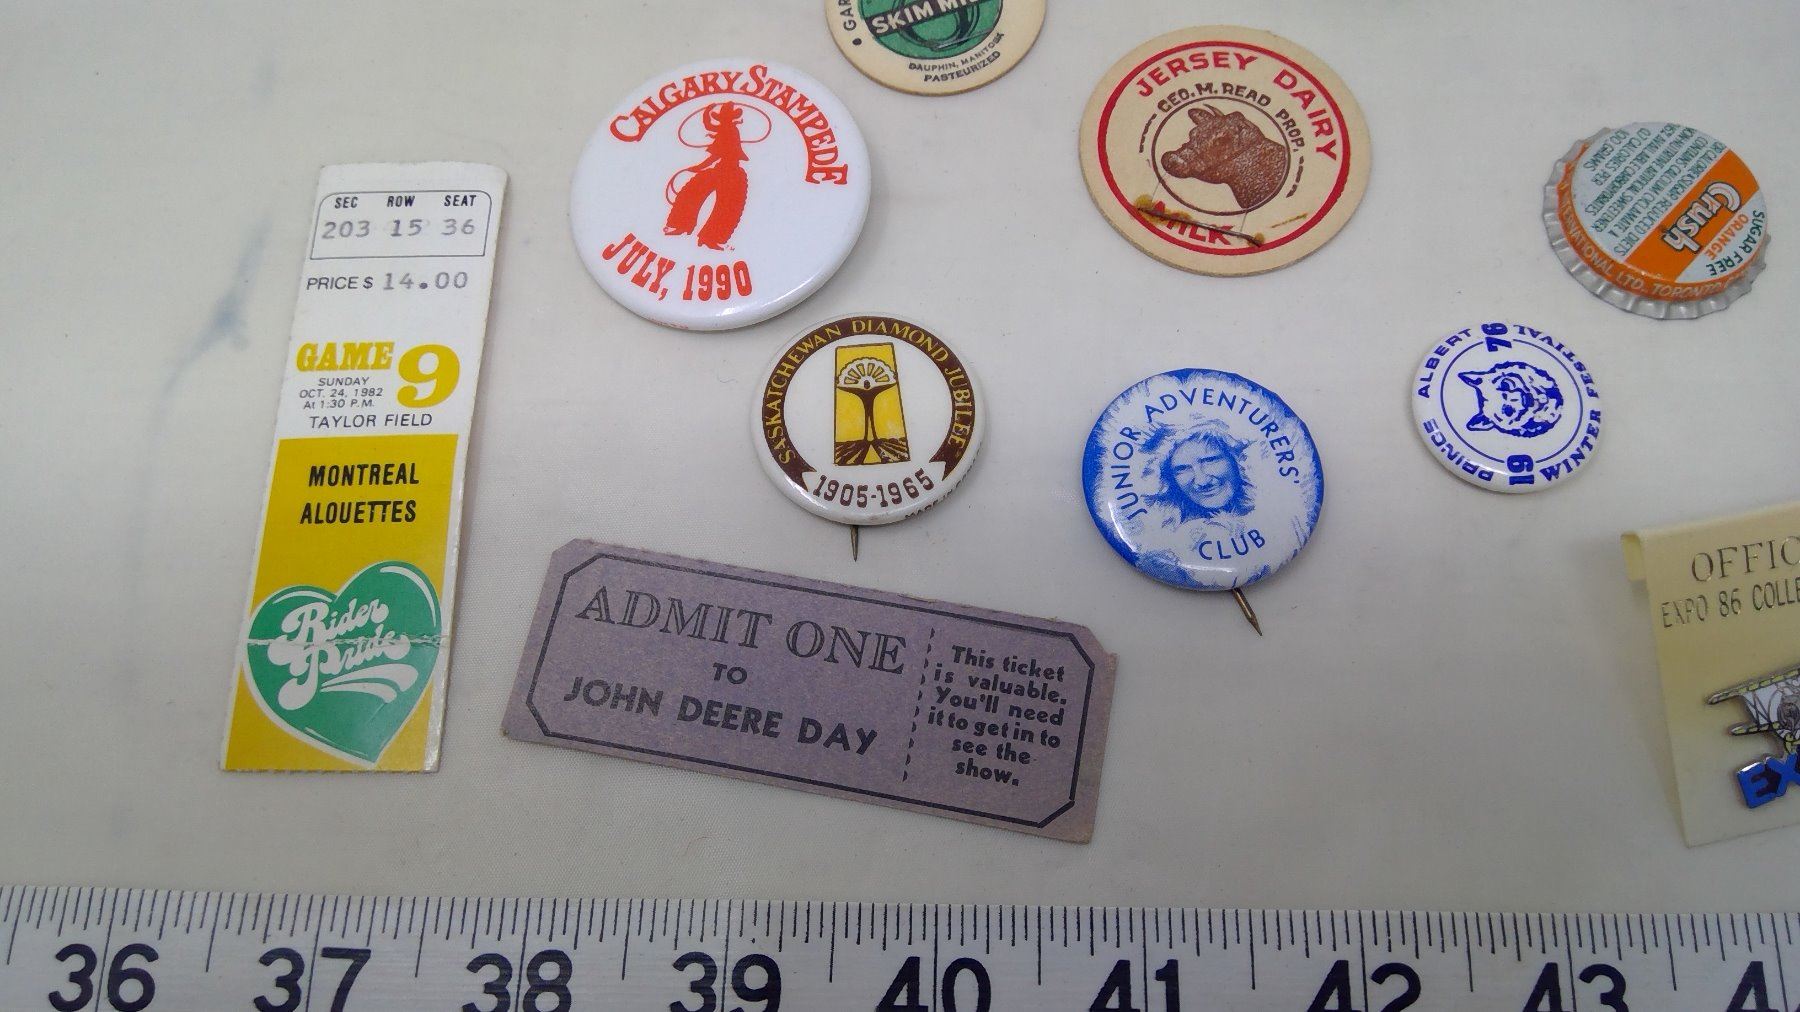 SKIM
DAUPHIN, MANITOBA
PASTEURIZED
CALGARY STAMPEDE
JULY, 1990
JERSEY DAIRY
GEO. M. READ PROP.
MILK
SUGAR FREE
ORANGE
Crush
SEC ROW SEAT
203 15 36
PRICE $ 14.00
GAME 9
SUNDAY
OCT. 24, 1982
At 1:30 P.M.
TAYLOR FIELD
MONTREAL
ALOUETTES
Rider
Pride
SASKATCHEWAN DIAMOND JUBILEE
1905-1965
JUNIOR ADVENTURERS'
CLUB
PRINCE ALBERT
WINTER FESTIVAL
19 76
ADMIT ONE
TO
JOHN DEERE DAY
This ticket
is valuable.
You'll need
it to get in to
see the
show.
EXPO 86
36 37 38 39 40 41 42 43